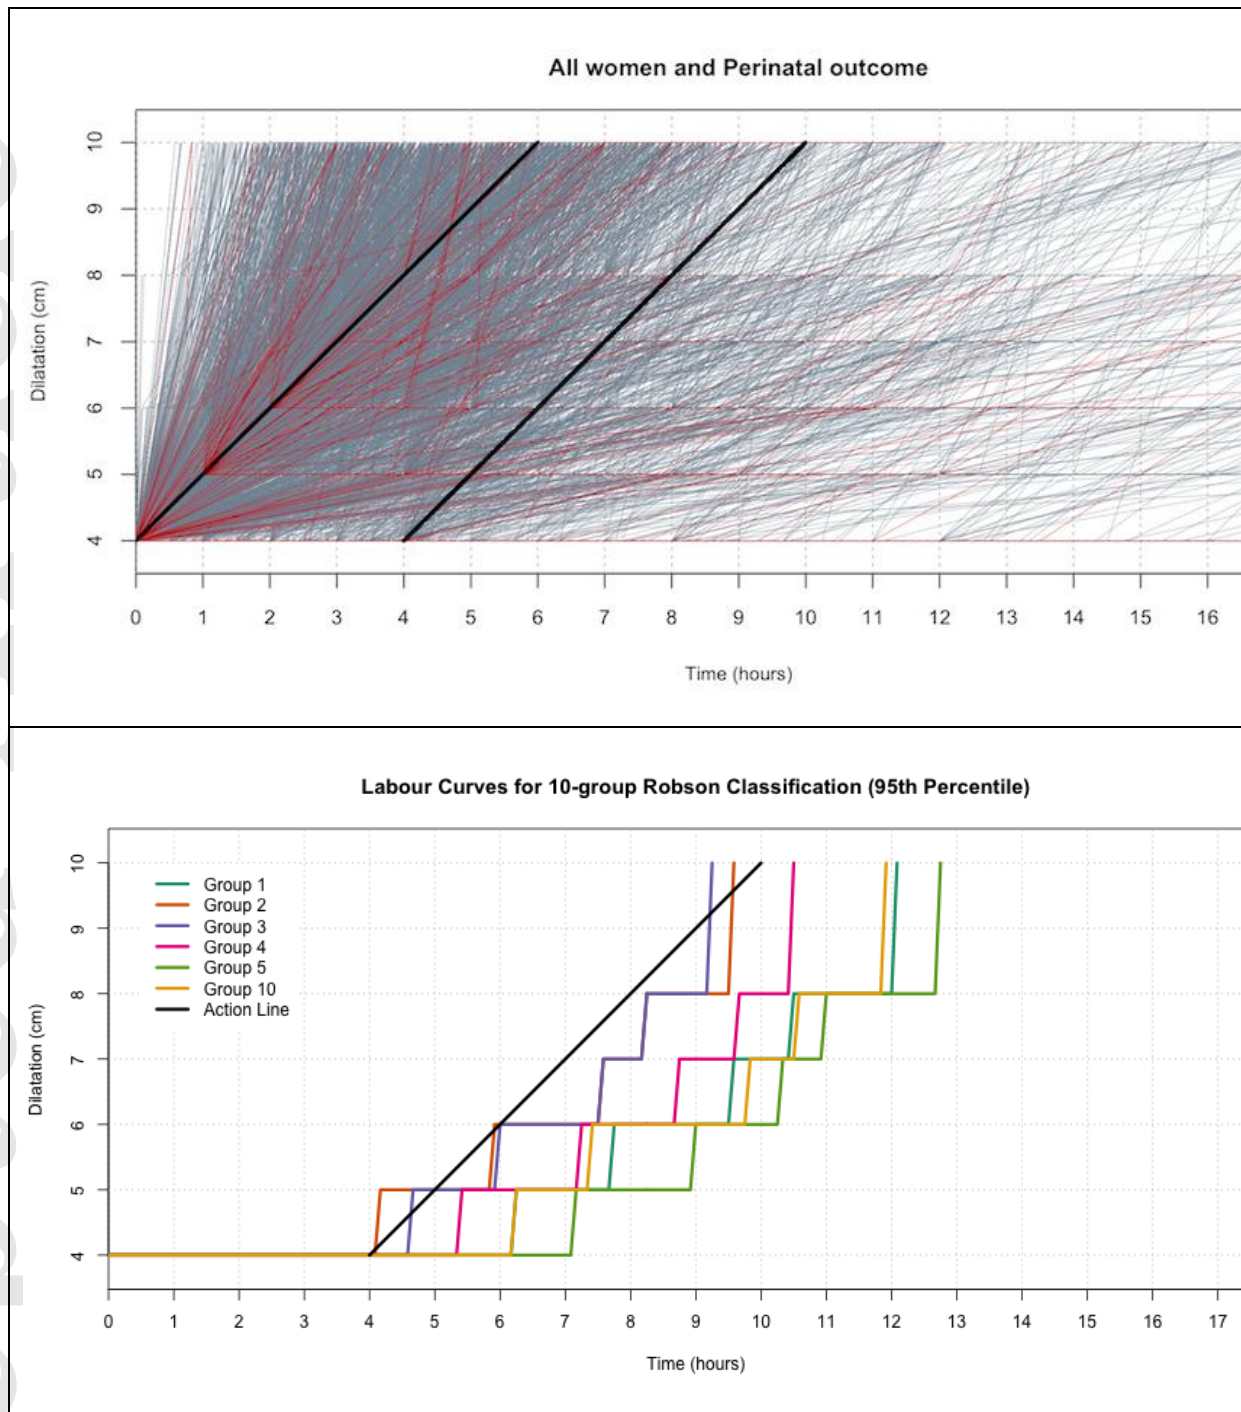 All women and Perinatal outcome
10
9
8
7
6
5
4
Dilatation (cm)
0 1 2 3 4 5 6 7 8 9 10 11 12 13 14 15 16
Time (hours)
Labour Curves for 10-group Robson Classification (95th Percentile)
10
9
8
7
6
5
4
Dilatation (cm)
Group 1
Group 2
Group 3
Group 4
Group 5
Group 10
Action Line
0 1 2 3 4 5 6 7 8 9 10 11 12 13 14 15 16 17
Time (hours)